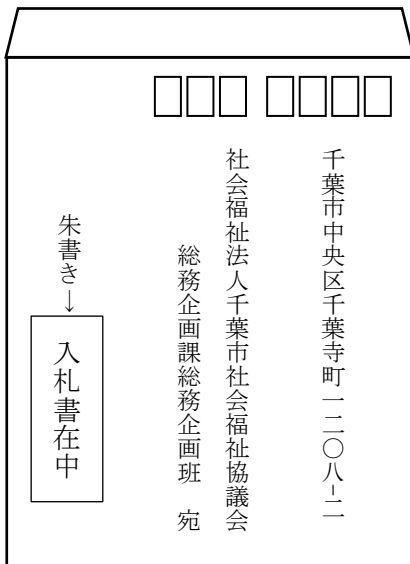 千葉市中央区千葉寺町一二〇八-二
社会福祉法人千葉市社会福祉協議会
総務企画課総務企画班　宛
朱書き→
入札書在中